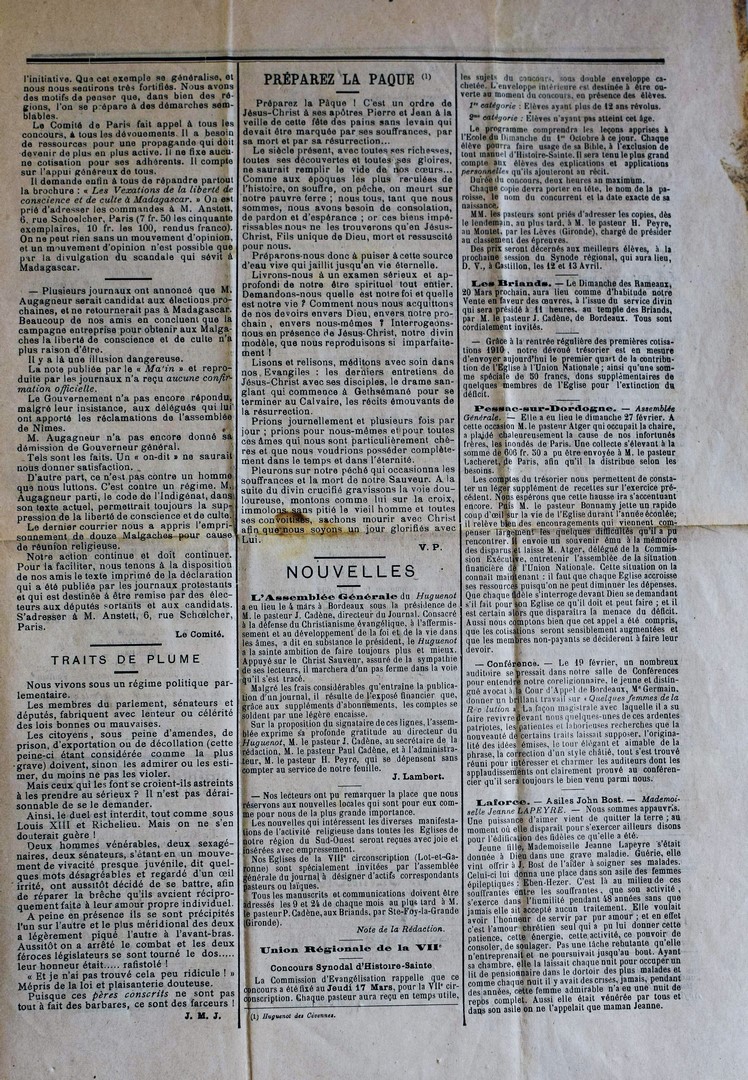 l'initiative. Que cet exemple se généralise, et
nous nous sentirons très fortifiés. Nous avons
des motifs de penser que, dans bien des ré-
gions, l'on se prépare à des démarches sem-
blables.
Le Comité de Paris fait appel à tous les
concours, à tous les dévouements. Il a besoin
de ressources pour une propagande qui doit
devenir de plus en plus active. Il ne fixe aucu-
ne cotisation pour ses adhérents. Il compte
sur l'appui généreux de tous.
Il demande enfin à tous de répandre partout
la brochure : « Les Vexations de la liberté de
conscience et de culte à Madagascar. » On est
prié d'adresser les commandes à M. Anstett,
6, rue Schoelcher, Paris (7 fr. 50 les cinquante
exemplaires, 10 fr. les 100, rendus franco).
On ne peut rien sans un mouvement d'opinion,
et un mouvement d'opinion n'est possible que
par la divulgation du scandale qui sévit à
Madagascar.
— Plusieurs journaux ont annoncé que M.
Augagneur serait candidat aux élections pro-
chaines, et ne retournerait pas à Madagascar.
Beaucoup de nos amis en concluent que la
campagne entreprise pour obtenir aux Malga-
ches la liberté de conscience et de culte n'a
plus raison d'être.
Il y a là une illusion dangereuse.
La note publiée par le « Matin » et repro-
duite par les journaux n'a reçu aucune confir-
mation officielle.
Le Gouvernement n'a pas encore répondu,
malgré leur insistance, aux délégués qui lui
ont apporté les réclamations de l'assemblée
de Nîmes.
M. Augagneur n'a pas encore donné sa
démission de Gouverneur général.
Tels sont les faits. Un « on-dit » ne saurait
nous donner satisfaction.
D'autre part, ce n'est pas contre un homme
que nous luttons. C'est contre un régime. M.
Augagneur parti, le code de l'Indigénat, dans
son texte actuel, permettrait toujours la sup-
pression de la liberté de conscience et de culte.
Le dernier courrier nous a appris l'empri-
sonnement de douze Malgaches pour cause
de réunion religieuse.
Notre action continue et doit continuer.
Pour la faciliter, nous tenons à la disposition
de nos amis le texte imprimé de la déclaration
qui a été publiée par les journaux protestants
et qui est destinée à être remise par des élec-
teurs aux députés sortants et aux candidats.
S'adresser à M. Anstett, 6, rue Schœlcher,
Paris.
Le Comité.
TRAITS DE PLUME
Nous vivons sous un régime politique par-
lementaire.
Les membres du parlement, sénateurs et
députés, fabriquent avec lenteur ou célérité
des lois bonnes ou mauvaises.
Les citoyens, sous peine d'amendes, de
prison, d'exportation ou de décollation (cette
peine-ci étant considérée comme la plus
grave) doivent, sinon les admirer ou les esti-
mer, du moins ne pas les violer.
Mais ceux qui les font se croient-ils astreints
à les prendre au sérieux ? Il n'est pas dérai-
sonnable de se le demander.
Ainsi, le duel est interdit, tout comme sous
Louis XIII et Richelieu. Mais on ne s'en
douterait guère !
Deux hommes vénérables, deux sexagé-
naires, deux sénateurs, s'étant en un mouve-
ment de vivacité presque juvénile, dit quel-
ques mots désagréables et regardé d'un œil
irrité, ont aussitôt décidé de se battre, afin
de réparer la brèche qu'ils avaient récipro-
quement faite à leur amour propre individuel.
A peine en présence ils se sont précipités
l'un sur l'autre et le plus méridional des deux
a légèrement piqué l'autre à l'avant-bras.
Aussitôt on a arrêté le combat et les deux
féroces législateurs se sont tourné le dos.....
leur honneur était..... rafistolé !
« Et je n'ai pas trouvé cela peu ridicule ! »
Mépris de la loi et plaisanterie douteuse.
Puisque ces pères conscrits ne sont pas
tout à fait des barbares, ce sont des farceurs !
J. M. J.
PRÉPAREZ LA PAQUE (1)
Préparez la Pâque ! C'est un ordre de
Jésus-Christ à ses apôtres Pierre et Jean à la
veille de cette fête des pains sans levain qui
devait être marquée par ses souffrances, par
sa mort et par sa résurrection...
Le siècle présent, avec toutes ses richesses,
toutes ses découvertes et toutes ses gloires,
ne saurait remplir le vide de nos cœurs...
Comme aux époques les plus reculées de
l'histoire, on souffre, on pèche, on meurt sur
notre pauvre terre ; nous tous, tant que nous
sommes, nous avons besoin de consolation,
de pardon et d'espérance ; or ces biens impé-
rissables nous ne les trouverons qu'en Jésus-
Christ, Fils unique de Dieu, mort et ressuscité
pour nous.
Préparons-nous donc à puiser à cette source
d'eau vive qui jaillit jusqu'en vie éternelle.
Livrons-nous à un examen sérieux et ap-
profondi de notre être spirituel tout entier.
Demandons-nous quelle est notre foi et quelle
est notre vie ? Comment nous nous acquittons
de nos devoirs envers Dieu, envers notre pro-
chain , envers nous-mêmes ? Interrogeons-
nous en présence de Jésus-Christ, notre divin
modèle, que nous reproduisons si imparfaite-
ment !
Lisons et relisons, méditons avec soin dans
nos Evangiles : les derniers entretiens de
Jésus-Christ avec ses disciples, le drame san-
glant qui commence à Gethsémané pour se
terminer au Calvaire, les récits émouvants de
la résurrection.
Prions journellement et plusieurs fois par
jour ; prions pour nous-mêmes et pour toutes
ces âmes qui nous sont particulièrement chè-
res et que nous voudrions posséder complète-
ment dans le temps et dans l'éternité.
Pleurons sur notre péché qui occasionna les
souffrances et la mort de notre Sauveur. A la
suite du divin crucifié gravissons la voie dou-
loureuse, montons comme lui sur la croix,
immolons sans pitié le vieil homme et toutes
ses convoitises, sachons mourir avec Christ
afin que nous soyons un jour glorifiés avec
Lui.
V. P.
NOUVELLES
L'Assemblée Générale du Huguenot
a eu lieu le 4 mars à Bordeaux sous la présidence de
M. le pasteur J. Cadène, directeur du Journal. Consacré
à la défense du Christianisme évangélique, à l'affermis-
sement et au développement de la foi et de la vie dans
les âmes, a dit en substance le président, le Huguenot
a la sainte ambition de faire toujours plus et mieux.
Appuyé sur le Christ Sauveur, assuré de la sympathie
de ses lecteurs, il marchera d'un pas ferme dans la voie
qu'il s'est tracé.
Malgré les frais considérables qu'entraîne la publica-
tion d'un journal, il résulte de l'exposé financier que,
grâce aux suppléments d'abonnements, les comptes se
soldent par une légère encaisse.
Sur la proposition du signataire de ces lignes, l'assem-
blée exprime sa profonde gratitude au directeur du
Huguenot, M. le pasteur J. Cadène, au secrétaire de la
rédaction, M. le pasteur Paul Cadène, et à l'administra-
teur, M. le pasteur H. Peyre, qui se dépensent sans
compter au service de notre feuille.
J. Lambert.
— Nos lecteurs ont pu remarquer la place que nous
réservons aux nouvelles locales qui sont pour eux com-
me pour nous de la plus grande importance.
Les nouvelles qui intéressent les diverses manifesta-
tions de l'activité religieuse dans toutes les Eglises de
notre région du Sud-Ouest seront reçues avec joie et
insérées avec empressement.
Nos Eglises de la VIIIe circonscription (Lot-et-Ga-
ronne) sont spécialement invitées par l'assemblée
générale du journal à désigner d'actifs correspondants
pasteurs ou laïques.
Tous les manuscrits et communications doivent être
adressés les 9 et 24 de chaque mois au plus tard à M.
le pasteur P. Cadène, aux Briands, par Ste-Foy-la-Grande
(Gironde).
Note de la Rédaction.
Union Régionale de la VIIe
Concours Synodal d'Histoire-Sainte
La Commission d'Evangélisation rappelle que ce
concours a été fixé au Jeudi 17 Mars, pour la VIIe cir-
conscription. Chaque pasteur aura reçu en temps utile,
(1) Huguenot des Cévennes.
les sujets du concours, sous double enveloppe ca-
chetée. L'enveloppe intérieure est destinée à être ou-
verte au moment du concours, en présence des élèves.
1re catégorie : Elèves ayant plus de 12 ans révolus.
2me catégorie : Elèves n'ayant pas atteint cet âge.
Le programme comprendra les leçons apprises à
l'Ecole du Dimanche du 1er Octobre à ce jour. Chaque
élève pourra faire usage de sa Bible, à l'exclusion de
tout manuel d'Histoire-Sainte. Il sera tenu le plus grand
compte aux élèves des explications et applications
personnelles qu'ils ajouteront au récit.
Durée du concours, deux heures au maximum.
Chaque copie devra porter en tête, le nom de la pa-
roisse, le nom du concurrent et la date exacte de sa
naissance.
MM. les pasteurs sont priés d'adresser les copies, dès
le lendemain, au plus tard, à M. le pasteur H. Peyre,
au Moutet, par les Lèves (Gironde), chargé de présider
au classement des épreuves.
Des prix seront décernés aux meilleurs élèves, à la
prochaine session du Synode régional, qui aura lieu,
D. V., à Castillon, les 12 et 13 Avril.
Les Briands. — Le Dimanche des Rameaux,
20 Mars prochain, aura lieu comme d'habitude notre
Vente en faveur des œuvres, à l'issue du service divin
qui sera présidé à 11 heures, au temple des Briands,
par M. le pasteur J. Cadène, de Bordeaux. Tous sont
cordialement invités.
— Grâce à la rentrée régulière des premières cotisa-
tions 1910, notre dévoué trésorier est en mesure
d'envoyer aujourd'hui le premier quart de la contribu-
tion de l'Eglise à l'Union Nationale ; ainsi qu'une som-
me spéciale de 50 francs, dons supplémentaires de
quelques membres de l'Eglise pour l'extinction du
déficit.
Pessac-sur-Dordogne. — Assemblée
Générale. — Elle a eu lieu le dimanche 27 février. A
cette occasion M. le pasteur Atger qui occupait la chaire,
a plaidé chaleureusement la cause de nos infortunés
frères, les inondés de Paris. Une collecte s'élevant à la
somme de 606 fr. 50 a pu être envoyée à M. le pasteur
Lacheret, de Paris, afin qu'il la distribue selon les
besoins.
Les comptes du trésorier nous permettent de consta-
ter un léger supplément de recettes sur l'exercice pré-
cédent. Nous espérons que cette hausse ira s'accentuant
encore. Puis M. le pasteur Bonnamy jette un rapide
coup d'œil sur la vie de l'Eglise durant l'année écoulée;
il relève bien des encouragements qui viennent com-
penser largement les quelques difficultés qu'il a pu
rencontrer. Il envoie un souvenir ému à la mémoire
des disparus et laisse M. Atger, délégué de la Commis-
sion Exécutive, entretenir l'assemblée de la situation
financière de l'Union Nationale. Cette situation on la
connaît maintenant : il faut que chaque Eglise accroisse
ses ressources puisqu'on ne peut diminuer les dépenses.
Que chaque fidèle s'interroge devant Dieu se demandant
s'il fait pour son Eglise ce qu'il doit et peut faire ; et il
est certain alors que disparaîtra la menace du déficit.
Aussi nous comptons bien que cet appel a été compris,
que les cotisations seront sensiblement augmentées et
que les membres non-payants se décideront à faire leur
devoir.
— Conférence. — Le 19 février, un nombreux
auditoire se pressait dans notre salle de Conférences
pour entendre notre coreligionnaire, le jeune et distin-
gué avocat à la Cour d'Appel de Bordeaux, Me Germain,
donner un brillant travail sur « Quelques femmes de la
Révolution ». La façon magistrale avec laquelle il a su
faire revivre devant nous quelques-unes de ces ardentes
patriotes, les patientes et laborieuses recherches que la
nouveauté de certains traits laissait supposer, l'origina-
lité des idées émises, le tour élégant et aimable de la
phrase, la correction d'un style châtié, tout s'est trouvé
réuni pour intéresser et charmer les auditeurs dont les
applaudissements ont clairement prouvé au conféren-
cier qu'il sera toujours le bien venu parmi nous.
Laforce. — Asiles John Bost. — Mademoi-
selle Jeanne LAPEYRE. — Nous sommes appauvris.
Une puissance d'aimer vient de quitter la terre ; au
moment où elle disparaît pour s'exercer ailleurs disons
pour l'édification des fidèles ce qu'elle a été.
Jeune fille, Mademoiselle Jeanne Lapeyre s'était
donnée à Dieu dans une grave maladie. Guérie, elle
vint offrir à J. Bost de l'aider à soigner ses malades.
Celui-ci lui donna une place dans son asile des femmes
épileptiques : Eben-Hezer. C'est là au milieu de ces
souffrantes entre les souffrantes, que son activité
s'exerce dans l'humilité pendant 48 années sans que
jamais elle ait accepté aucun traitement. Elle voulait
avoir l'honneur de servir par pur amour ; et en effet
c'est l'amour chrétien seul qui a pu lui donner cette
patience, cette énergie, cette activité, ce pouvoir de
consoler, de soulager. Pas une tâche rebutante qu'elle
n'entreprenait et ne poursuivait jusqu'au bout. Ayant
sa chambre, elle la laissait chaque nuit pour occuper un
lit de pensionnaire dans le dortoir des plus malades et
comme chaque nuit il y avait des crises, jamais, pendant
des années, cette femme admirable n'a eu une nuit de
repos complet. Aussi elle était vénérée par tous et
dans son asile on ne l'appelait que maman Jeanne.